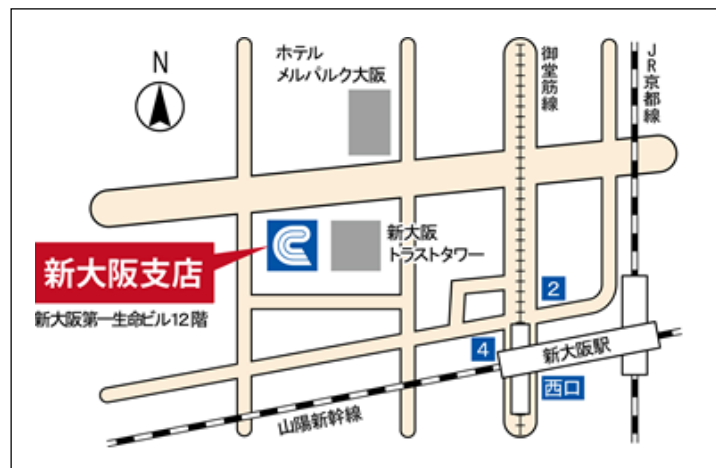 N
ホテル
メルパルク大阪
御堂筋線
JR京都線
新大阪支店
新大阪第一生命ビル12階
新大阪
トラストタワー
2
4
新大阪駅
西口
山陽新幹線